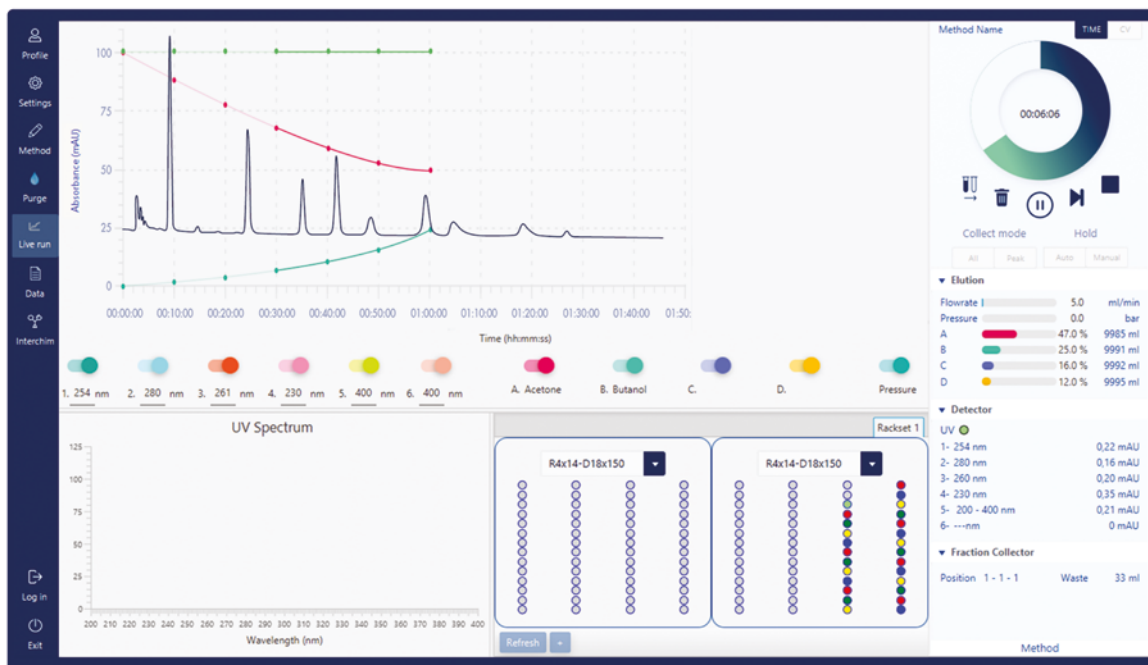 Profile
Settings
Method
Purge
Live run
Data
Interchim
Log in
Exit
Absorbance (mAU)
100
75
50
25
0
00:00:00 00:10:00 00:20:00 00:30:00 00:40:00 00:50:00 01:00:00 01:10:00 01:20:00 01:30:00 01:40:00 01:50:
Time (hh:mm:ss)
1. 254 nm 2. 280 nm 3. 261 nm 4. 230 nm 5. 400 nm 6. 400 nm A. Acetone B. Butanol C. D. Pressure
UV Spectrum
125
100
75
50
25
0
200 210 220 230 240 250 260 270 280 290 300 310 320 330 340 350 360 370 380 390 400
Wavelength (nm)
Rackset 1
R4x14-D18x150 R4x14-D18x150
Refresh +
Method Name TIME CV
00:06:06
Collect mode Hold
All Peak Auto Manual
Elution
Flowrate 5.0 ml/min
Pressure 0.0 bar
A 47.0 % 9985 ml
B 25.0 % 9991 ml
C 16.0 % 9992 ml
D 12.0 % 9995 ml
Detector
UV
1- 254 nm 0,22 mAU
2- 280 nm 0,16 mAU
3- 260 nm 0,20 mAU
4- 230 nm 0,35 mAU
5- 200 - 400 nm 0,21 mAU
6- ---nm 0 mAU
Fraction Collector
Position 1 - 1 - 1 Waste 33 ml
Method